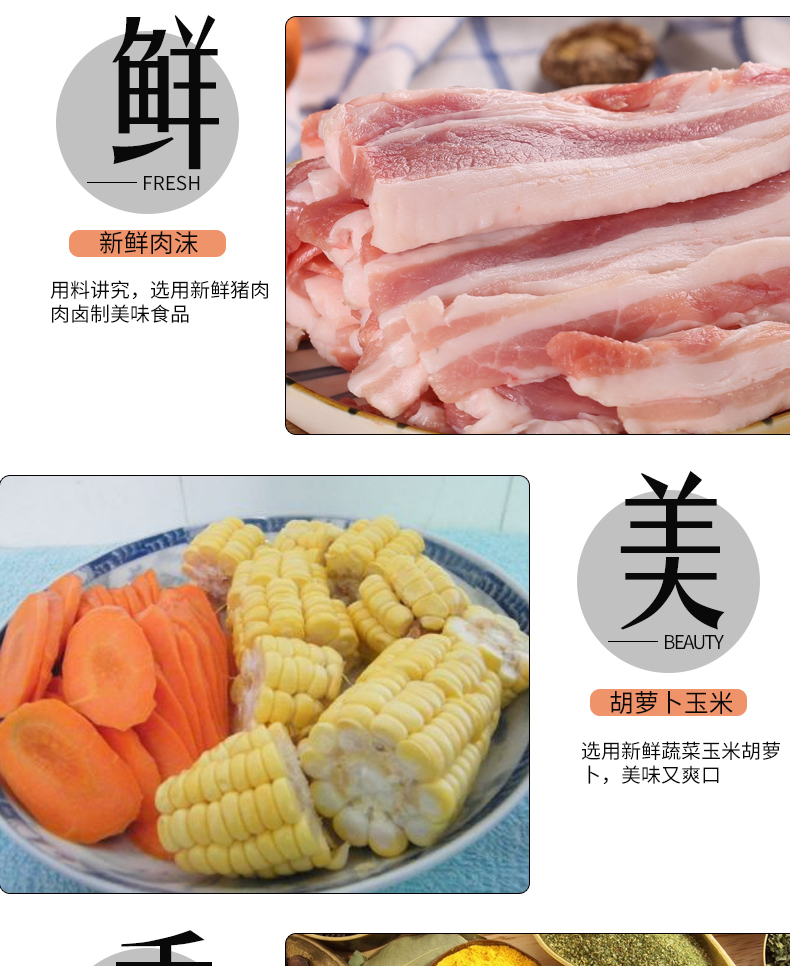 鲜
FRESH
新鲜肉沫
用料讲究，选用新鲜猪肉
肉卤制美味食品
美
BEAUTY
胡萝卜玉米
选用新鲜蔬菜玉米胡萝
卜，美味又爽口